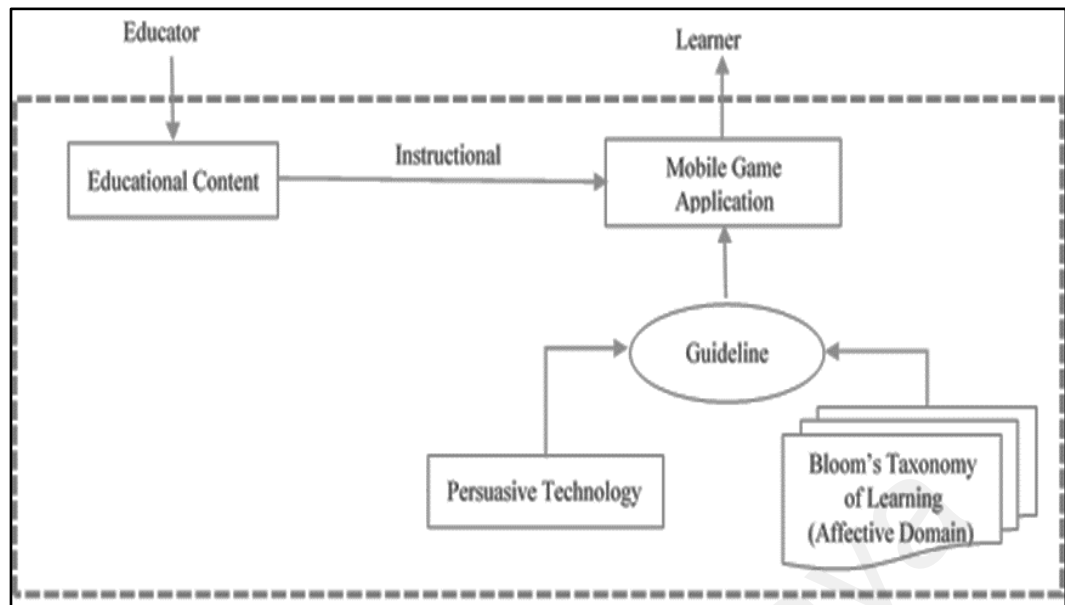 Educator
Learner
Instructional
Educational Content
Mobile Game
Application
Guideline
Persuasive Technology
Bloom's Taxonomy
of Learning
(Affective Domain)